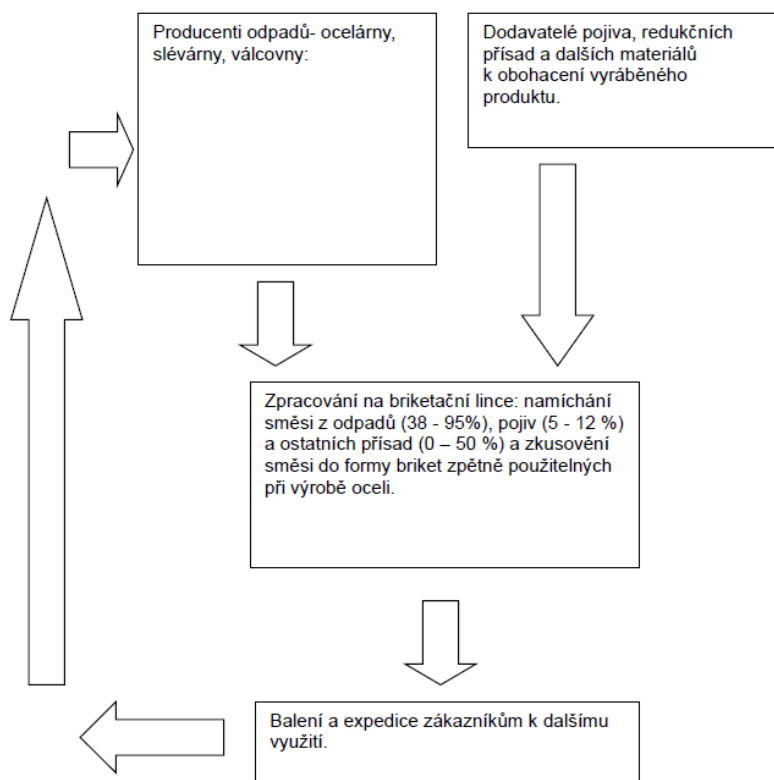 Producenti odpadů- ocelárny,
slévárny, válcovny:
Dodavatelé pojiva, redukčních
přísad a dalších materiálů
k obohacení vyráběného
produktu.
Zpracování na briketační lince: namíchání
směsi z odpadů (38 - 95%), pojiv (5 - 12 %)
a ostatních přísad (0 – 50 %) a zkusovění
směsi do formy briket zpětně použitelných
při výrobě oceli.
Balení a expedice zákazníkům k dalšímu
využití.